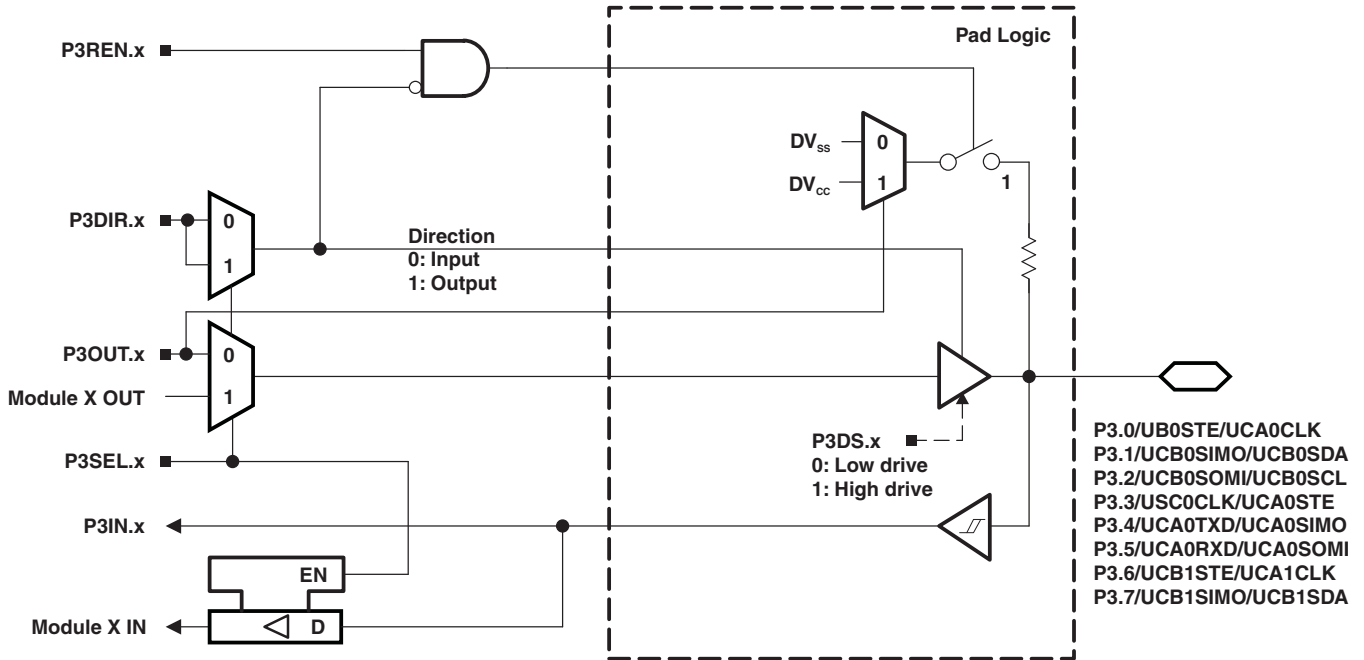 Pad Logic
P3REN.x
DVss
0
DVcc
1
1
P3DIR.x
0
1
Direction
0: Input
1: Output
P3OUT.x
0
Module X OUT
1
P3DS.x
0: Low drive
1: High drive
P3SEL.x
P3IN.x
EN
D
Module X IN
P3.0/UB0STE/UCA0CLK
P3.1/UCB0SIMO/UCB0SDA
P3.2/UCB0SOMI/UCB0SCL
P3.3/USC0CLK/UCA0STE
P3.4/UCA0TXD/UCA0SIMO
P3.5/UCA0RXD/UCA0SOMI
P3.6/UCB1STE/UCA1CLK
P3.7/UCB1SIMO/UCB1SDA